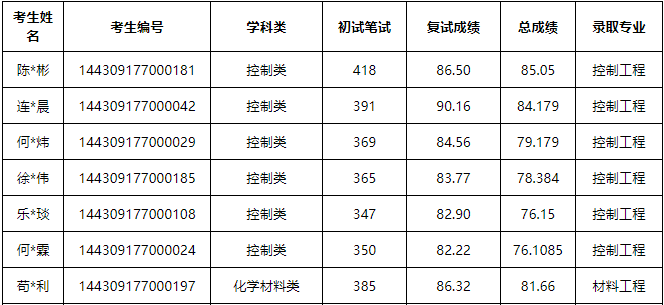 考生姓名 考生编号 学科类 初试笔试 复试成绩 总成绩 录取专业
陈*彬 144309177000181 控制类 418 86.50 85.05 控制工程
连*晨 144309177000042 控制类 391 90.16 84.179 控制工程
何*炜 144309177000029 控制类 369 84.56 79.179 控制工程
徐*伟 144309177000185 控制类 365 83.77 78.384 控制工程
乐*琰 144309177000108 控制类 347 82.90 76.15 控制工程
何*霖 144309177000024 控制类 350 82.22 76.1085 控制工程
荀*利 144309177000197 化学材料类 385 86.32 81.66 材料工程